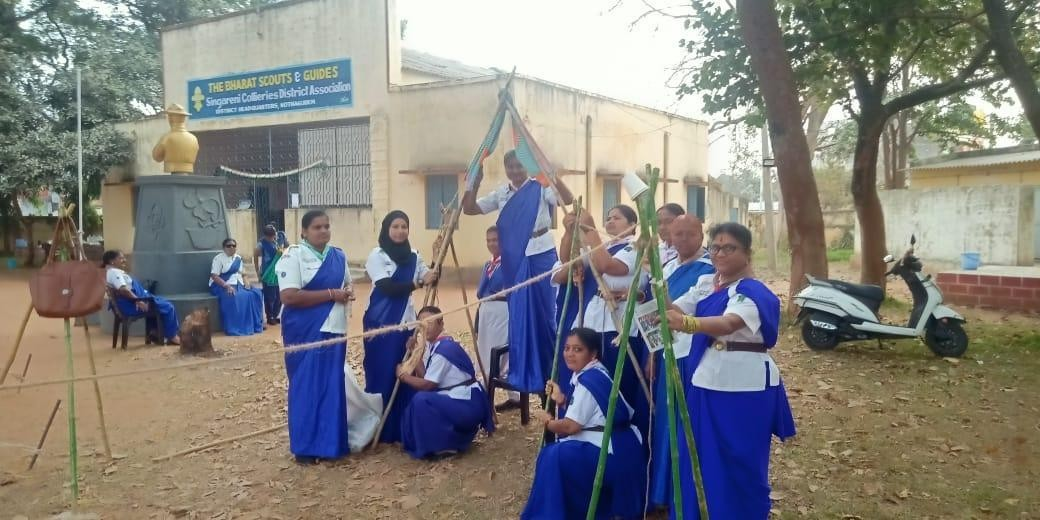 THE BHARAT SCOUTS & GUIDES
Singareni Collieries District Association
DISTRICT HEADQUARTERS, KOTHAGUDEM